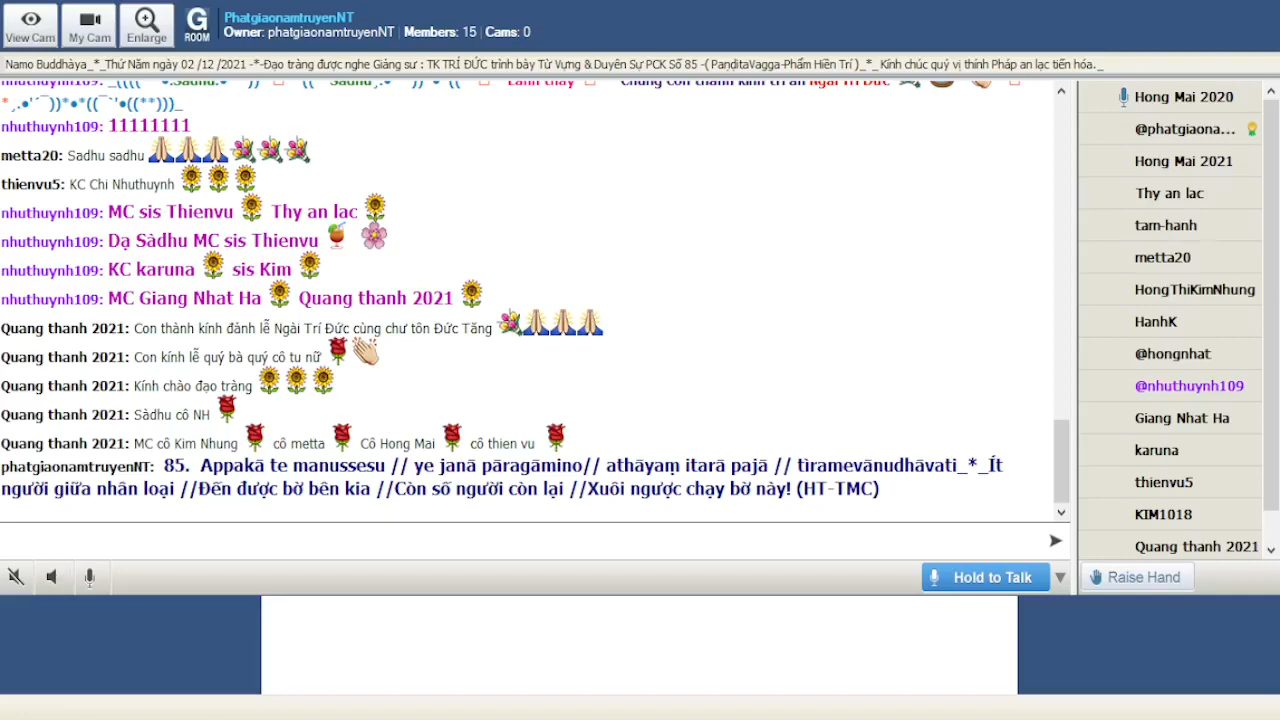 View Cam
My Cam
Enlarge
G
ROOM
PhatgiaonamtruyenNT
Owner: phatgiaonamtruyenNT | Members: 15 | Cams: 0
Namo Buddhàya_*_Thứ Năm ngày 02 /12 /2021 -*-Đạo tràng được nghe Giảng sư : TK TRÍ ĐỨC trình bày Từ Vựng & Duyên Sự PCK Số 85 -( PaṇḍitaVagga-Phẩm Hiền Trí )_*_ Kính chúc quý vị thính Pháp an lạc tiến hóa._
nhuthuynh109: 11111111
metta20: Sadhu sadhu
thienvu5: KC Chi Nhuthuynh
nhuthuynh109: MC sis Thienvu Thy an lac
nhuthuynh109: Dạ Sàdhu MC sis Thienvu
nhuthuynh109: KC karuna sis Kim
nhuthuynh109: MC Giang Nhat Ha Quang thanh 2021
Quang thanh 2021: Con thành kính đảnh lễ Ngài Trí Đức cùng chư tôn Đức Tăng
Quang thanh 2021: Con kính lễ quý bà quý cô tu nữ
Quang thanh 2021: Kính chào đạo tràng
Quang thanh 2021: Sàdhu cô NH
Quang thanh 2021: MC cô Kim Nhung cô metta Cô Hong Mai cô thien vu
phatgiaonamtruyenNT: 85. Appakā te manussesu // ye janā pāragāmino// athāyaṃ itarā pajā // tìramevānudhāvati_*_Ít
người giữa nhân loại //Đến được bờ bên kia //Còn số người còn lại //Xuôi ngược chạy bờ này! (HT-TMC)
Hong Mai 2020
@phatgiaona...
Hong Mai 2021
Thy an lac
tam-hanh
metta20
HongThiKimNhung
HanhK
@hongnhat
@nhuthuynh109
Giang Nhat Ha
karuna
thienvu5
KIM1018
Quang thanh 2021
Hold to Talk
Raise Hand